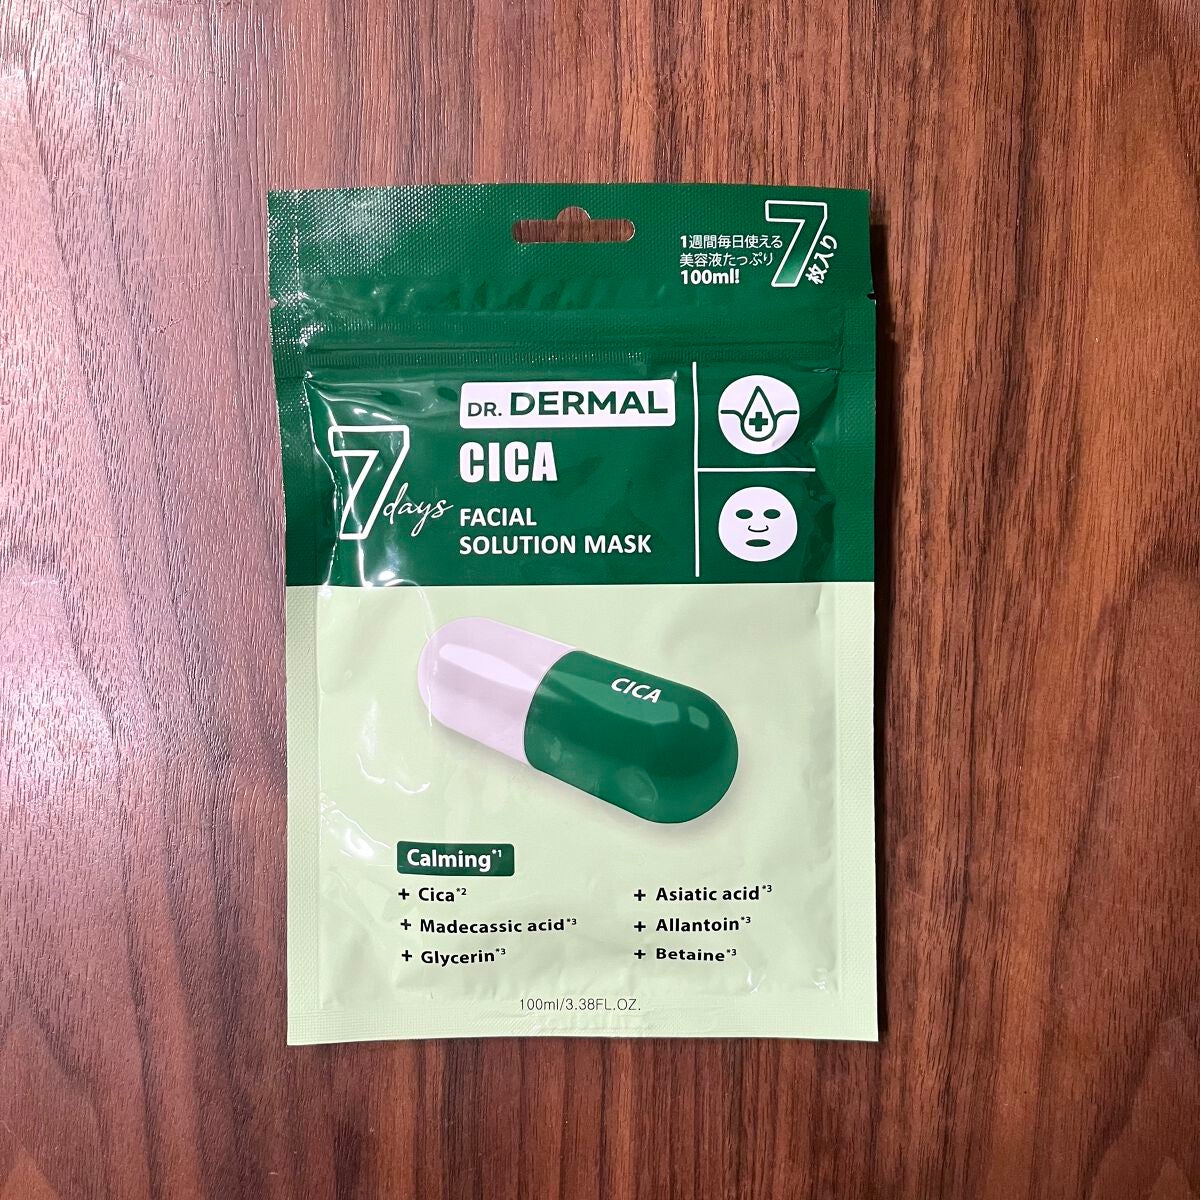 1週間毎日使える
美容液たっぷり
100ml!
7枚入り
DR. DERMAL
7days
CICA
FACIAL
SOLUTION MASK
CICA
Calming*1
+ Cica*2
+ Madecassic acid*3
+ Glycerin*3
+ Asiatic acid*3
+ Allantoin*3
+ Betaine*3
100ml/3.38FL.OZ.